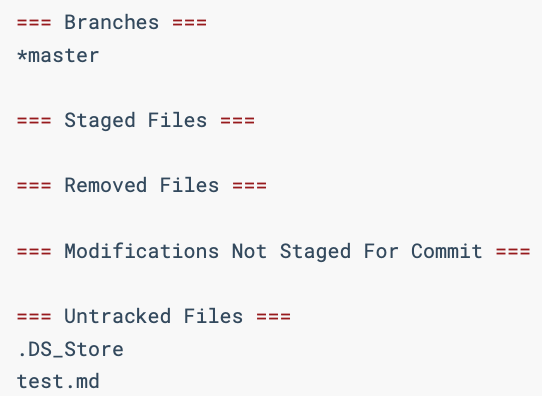 === Branches ===
*master
=== Staged Files ===
=== Removed Files ===
=== Modifications Not Staged For Commit ===
=== Untracked Files ===
.DS_Store
test.md